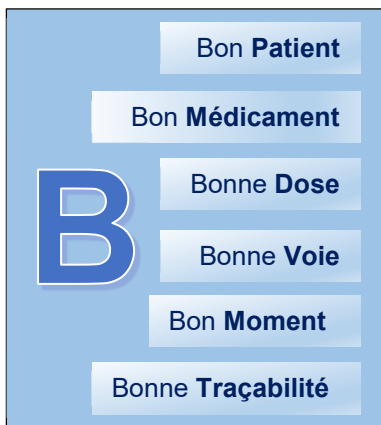 Bon Patient
Bon Médicament
Bonne Dose
B
Bonne Voie
Bon Moment
Bonne Traçabilité